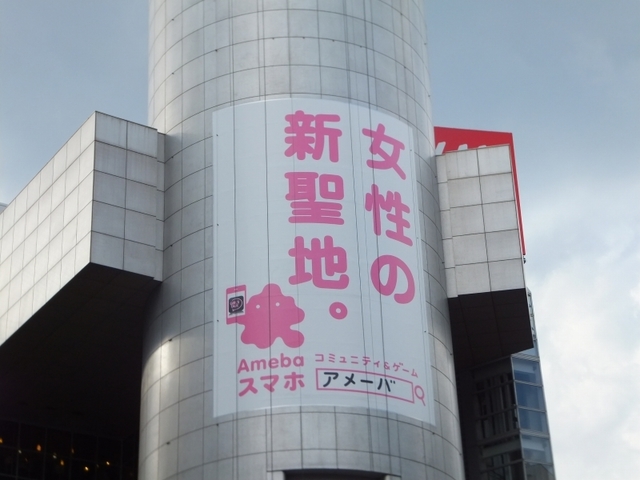 女性の
新聖地。
Ameba
スマホ
コミュニティ&ゲーム
アメーバ